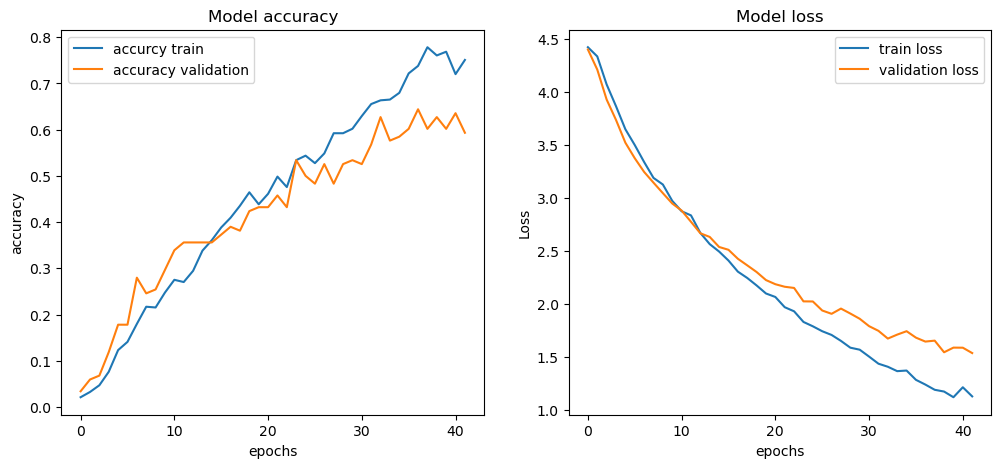 Model accuracy
accurcy train
accuracy validation
0.8
0.7
0.6
0.5
0.4
0.3
0.2
0.1
0.0
accuracy
0
10
20
30
40
epochs
Model loss
train loss
validation loss
4.5
4.0
3.5
3.0
2.5
2.0
1.5
1.0
Loss
0
10
20
30
40
epochs